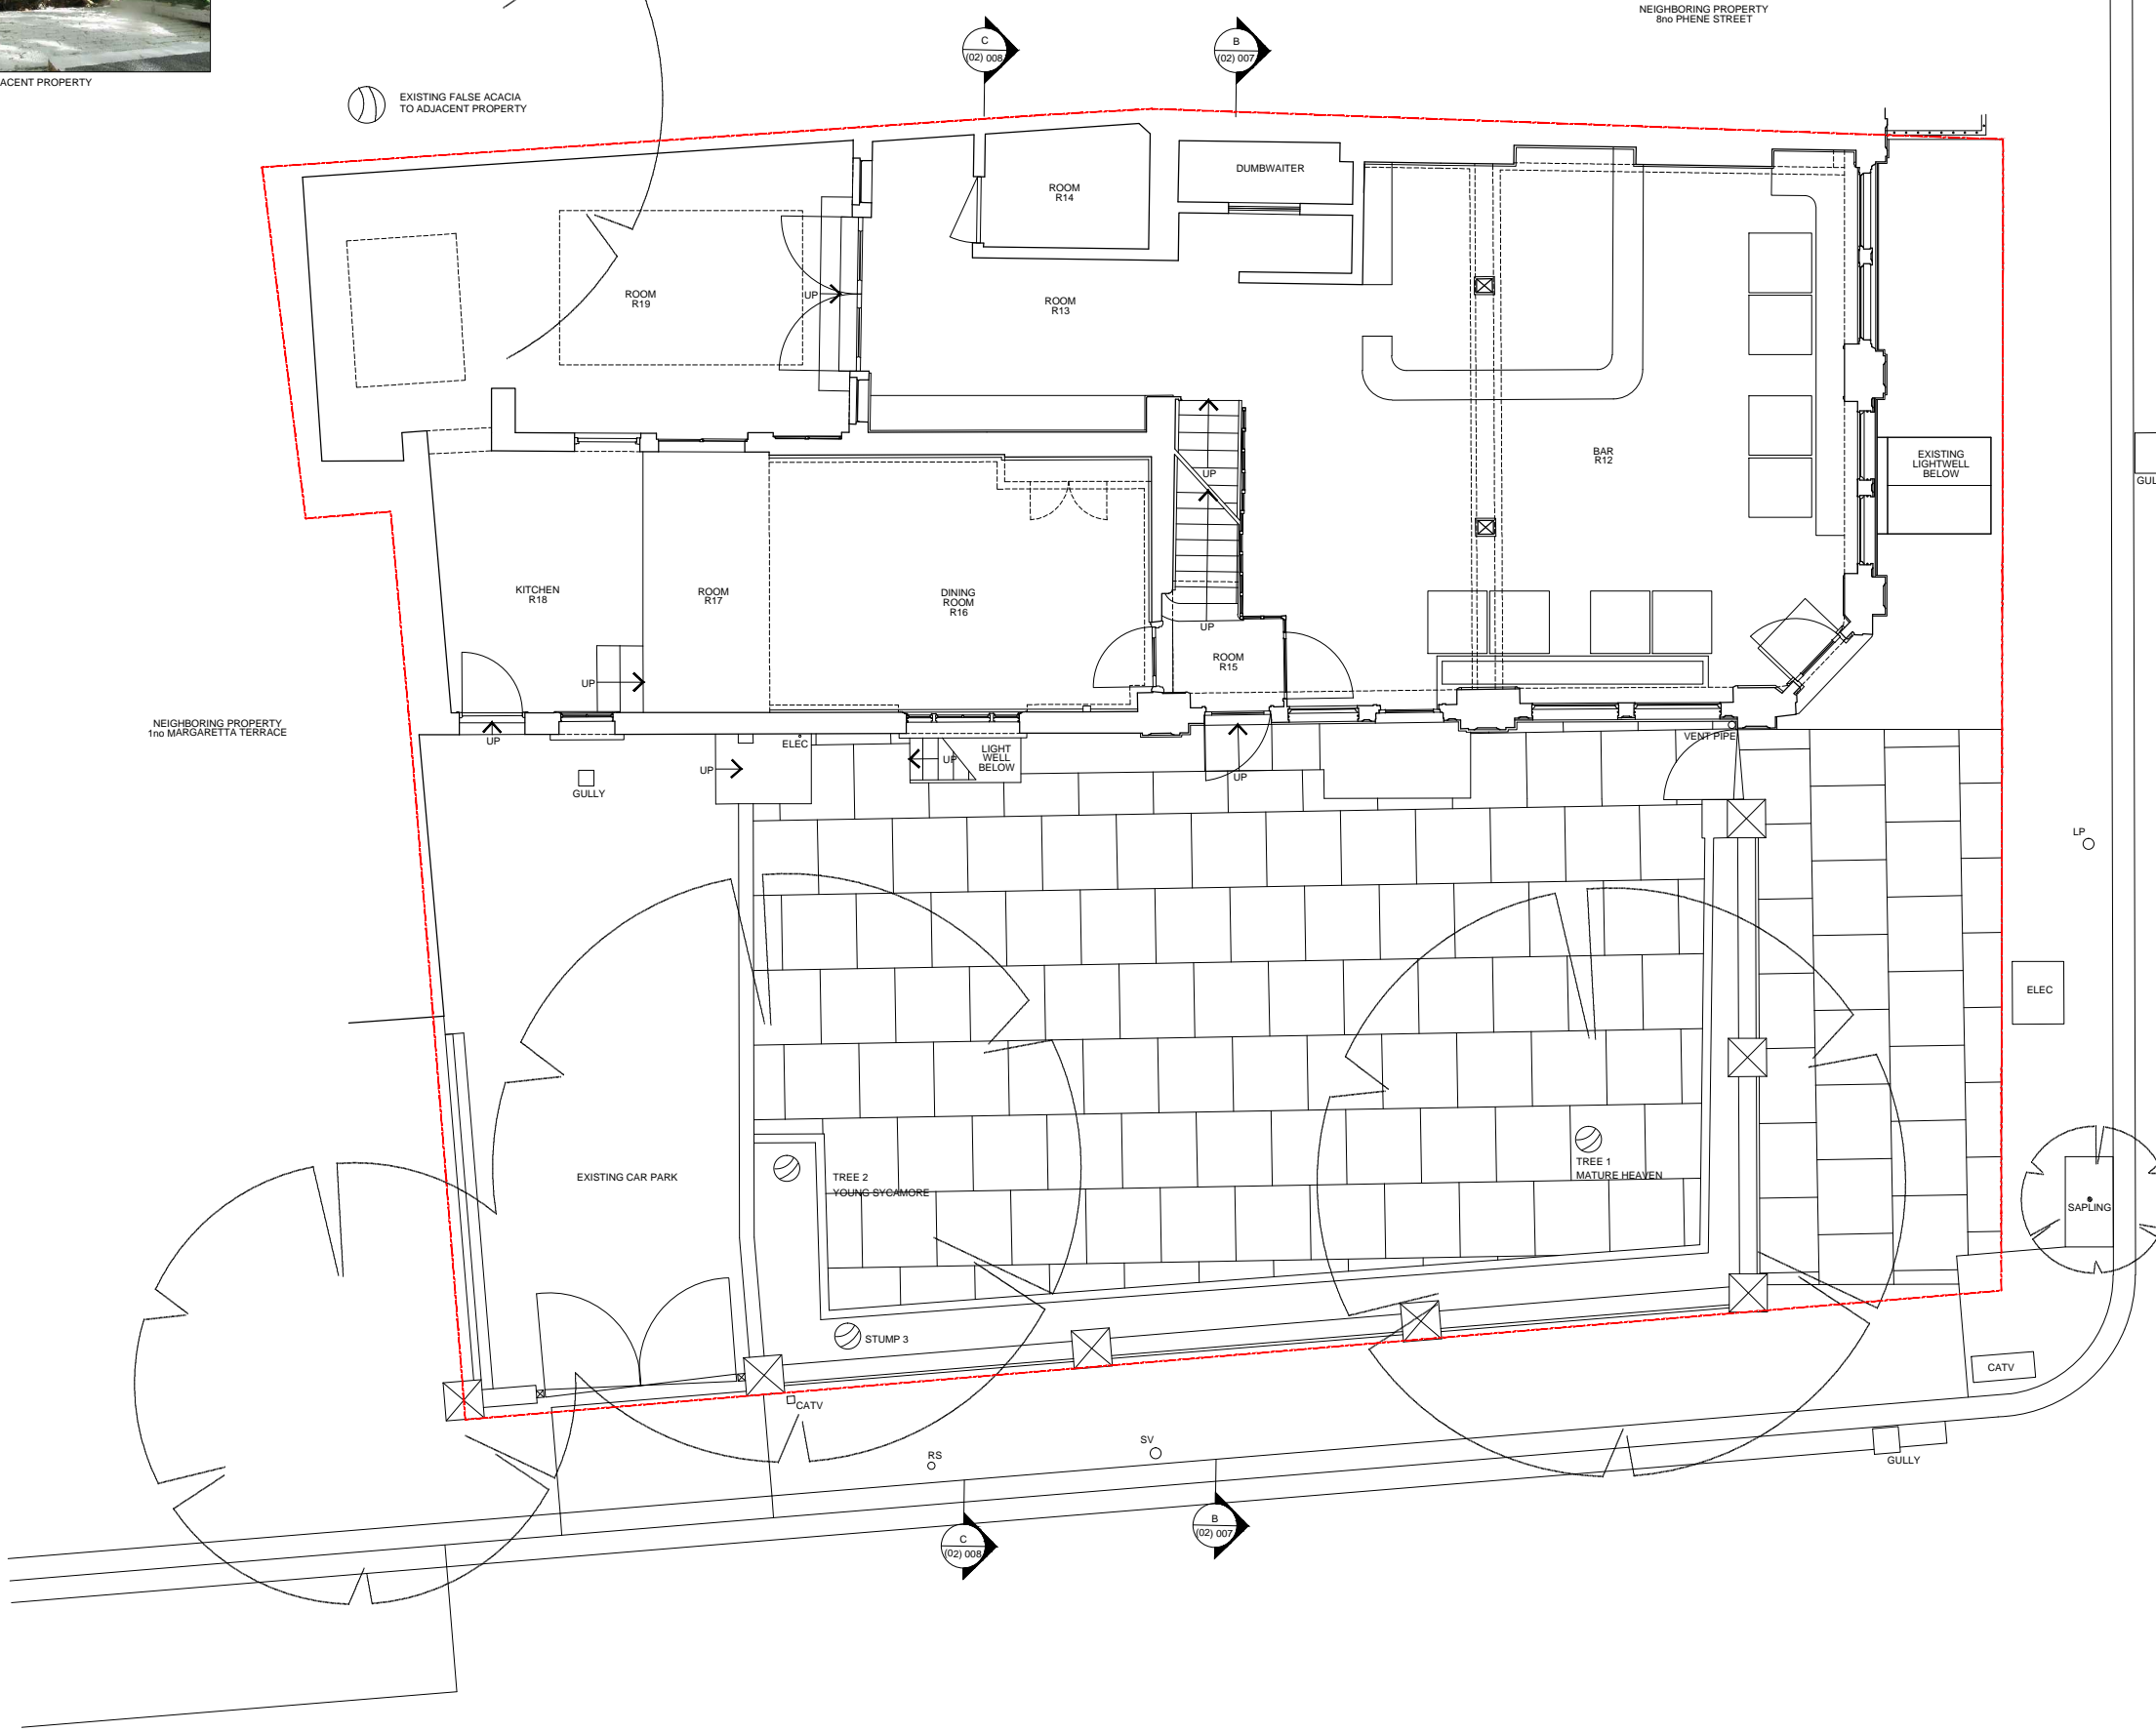 NEIGHBORING PROPERTY
8no PHENE STREET
C
(02) 008
B
(02) 007
ACENT PROPERTY
EXISTING FALSE ACACIA
TO ADJACENT PROPERTY
DUMBWAITER
ROOM
R14
ROOM
R19
UP
ROOM
R13
BAR
R12
EXISTING
LIGHTWELL
BELOW
UP
GUL
KITCHEN
R18
ROOM
R17
DINING
ROOM
R16
UP
ROOM
R15
UP
NEIGHBORING PROPERTY
1no MARGARETTA TERRACE
UP
ELEC
VENT PIPE
LIGHT
WELL
BELOW
UP
UP
UP
GULLY
LP
ELEC
TREE 1
MATURE HEAVEN
EXISTING CAR PARK
TREE 2
YOUNG SYCAMORE
SAPLING
STUMP 3
CATV
CATV
SV
RS
GULLY
B
(02) 007
C
(02) 008